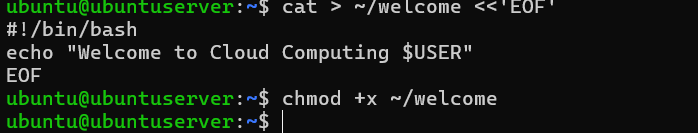 ubuntu@ubuntuserver:~$ cat > ~/welcome <<'EOF'
#!/bin/bash
echo "Welcome to Cloud Computing $USER"
EOF
ubuntu@ubuntuserver:~$ chmod +x ~/welcome
ubuntu@ubuntuserver:~$